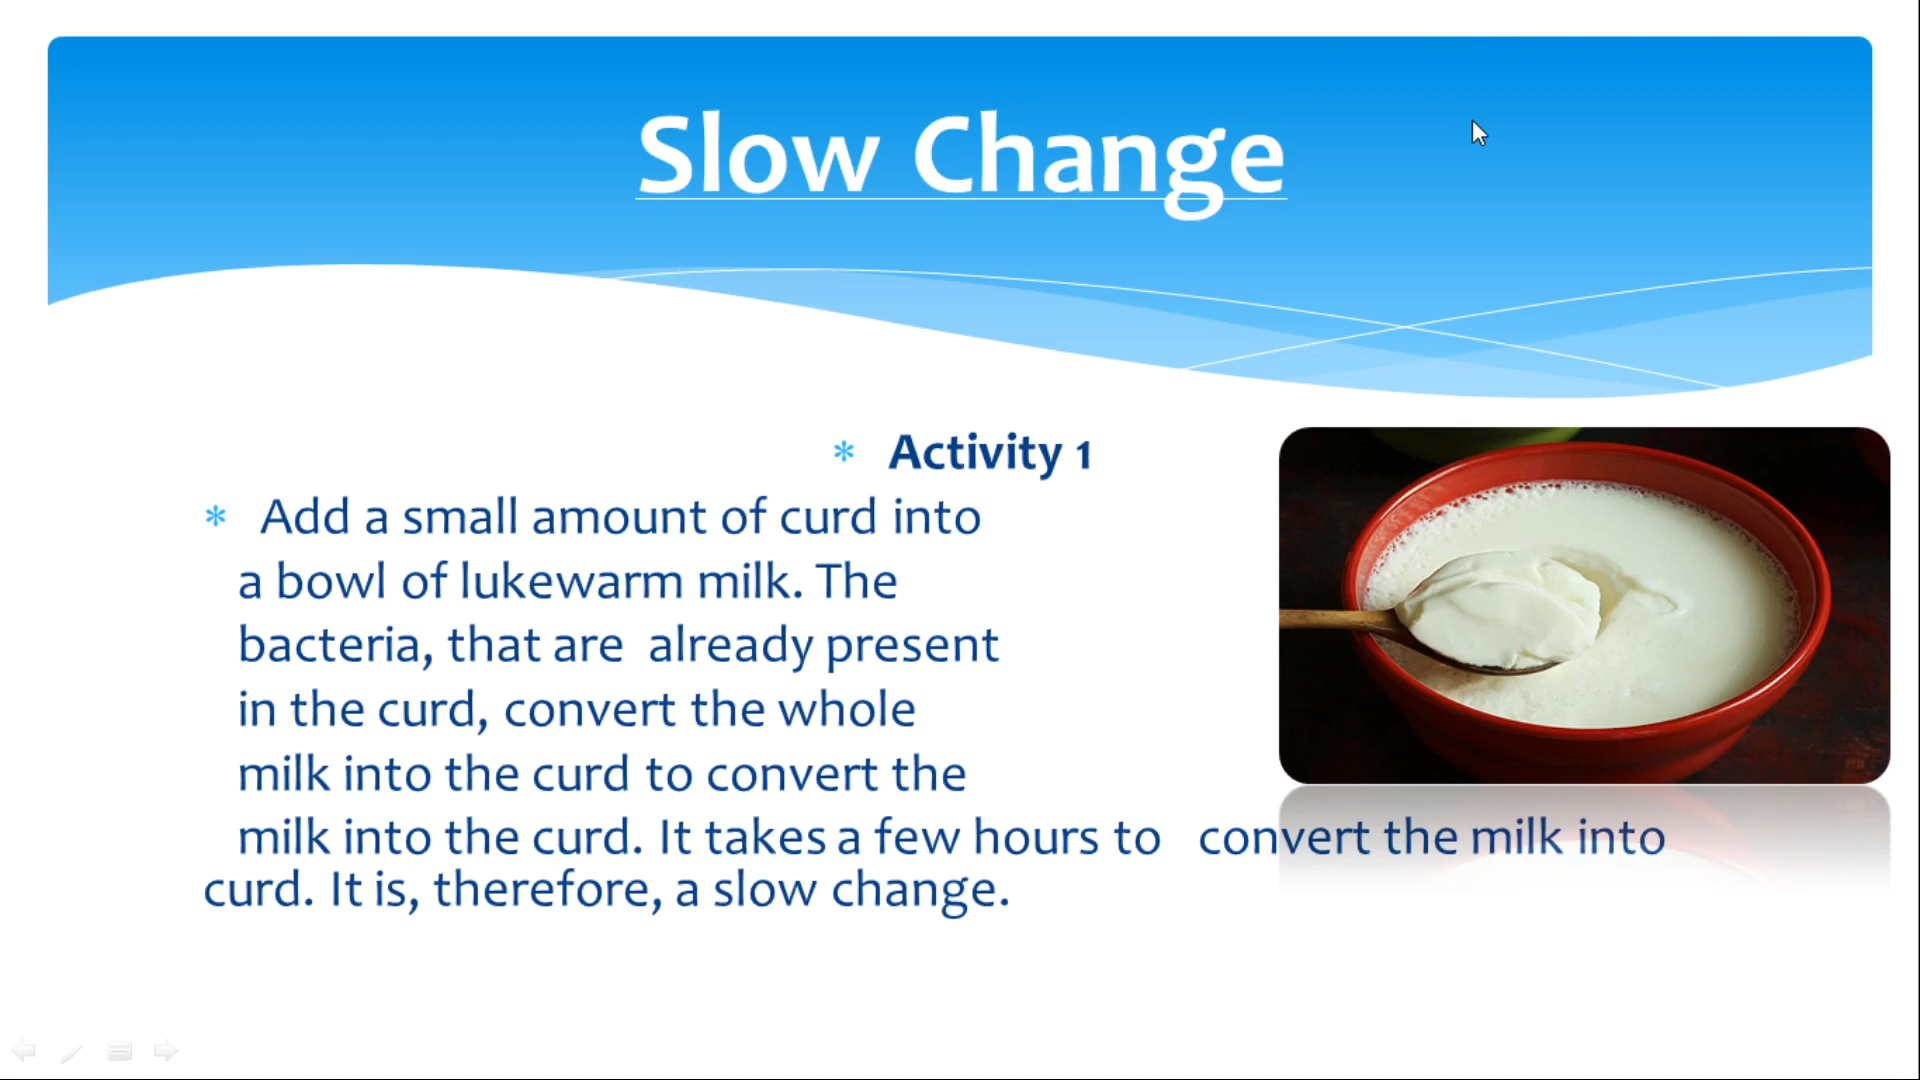 Slow Change
* Activity 1
* Add a small amount of curd into
a bowl of lukewarm milk. The
bacteria, that are already present
in the curd, convert the whole
milk into the curd to convert the
milk into the curd. It takes a few hours to convert the milk into
curd. It is, therefore, a slow change.